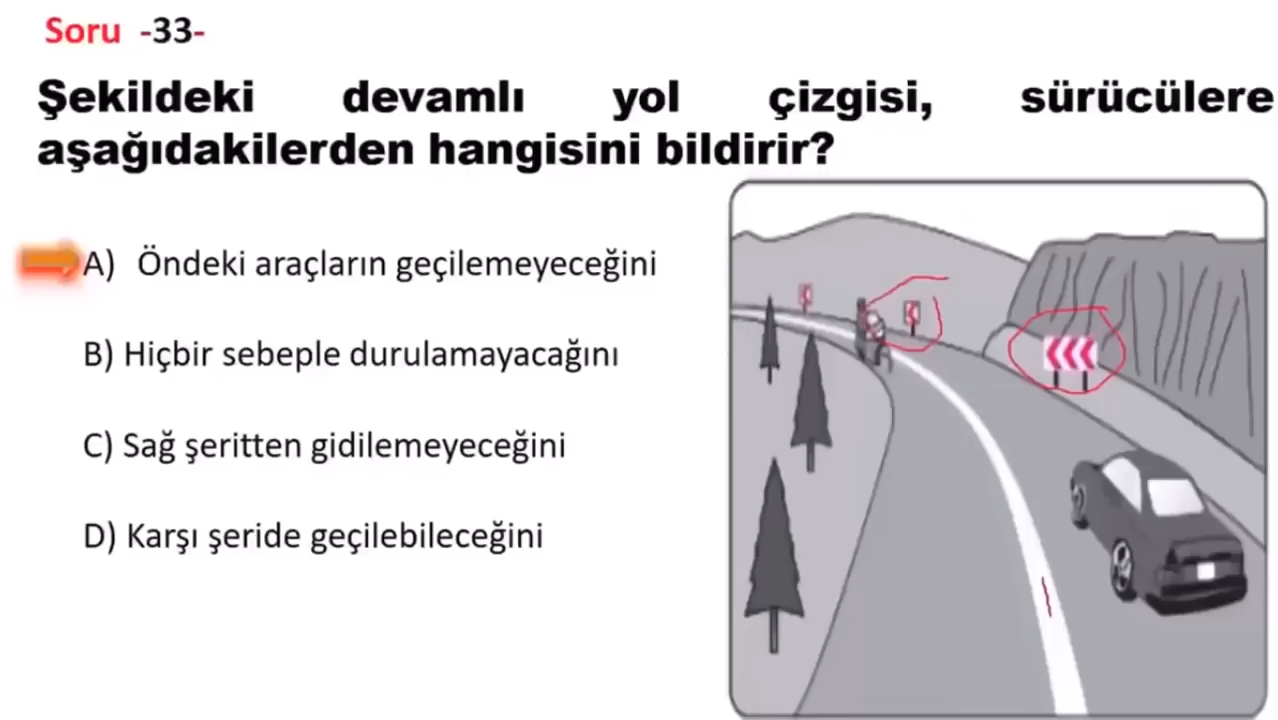 Soru -33-
Şekildeki devamlı yol çizgisi, sürücülere
aşağıdakilerden hangisini bildirir?
A) Öndeki araçların geçilemeyeceğini
B) Hiçbir sebeple durulamayacağını
C) Sağ şeritten gidilemeyeceğini
D) Karşı şeride geçilebileceğini